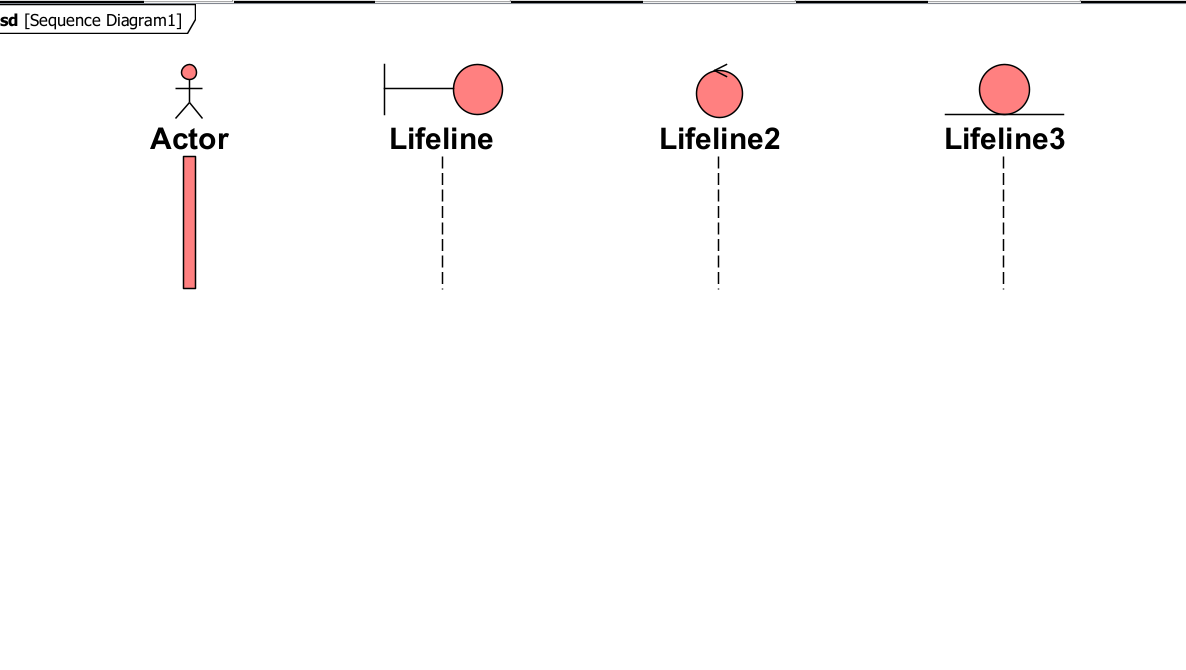 sd [Sequence Diagram1]
Actor
Lifeline
Lifeline2
Lifeline3